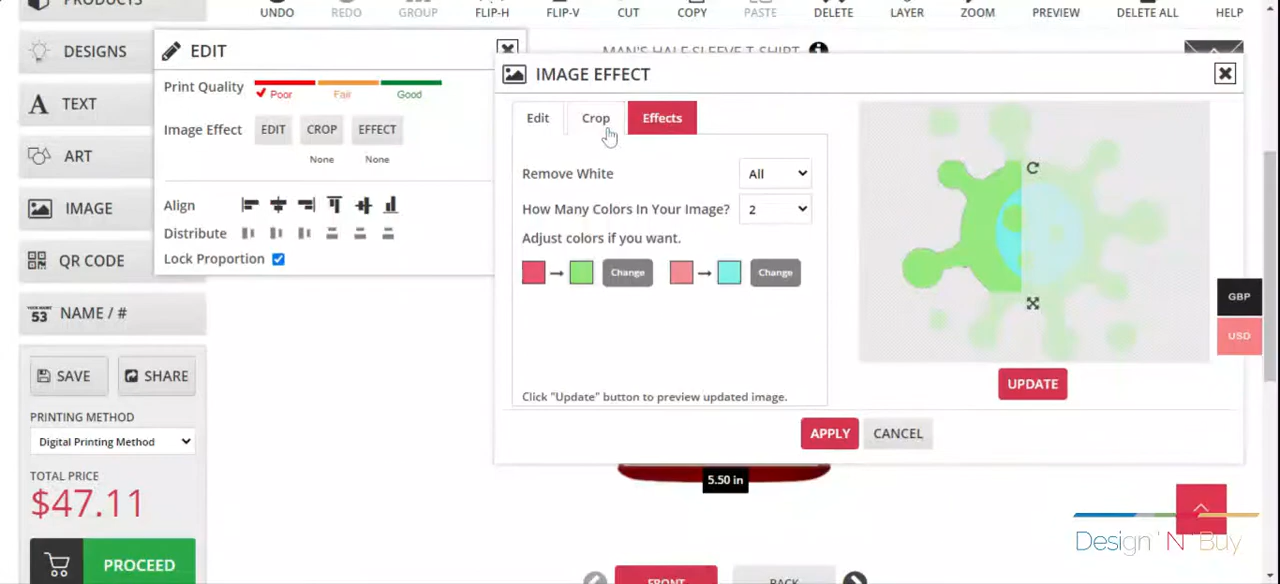 PRODUCTS
UNDO REDO GROUP FLIP-H FLIP-V CUT COPY PASTE DELETE LAYER ZOOM PREVIEW DELETE ALL HELP
DESIGNS
TEXT
ART
IMAGE
QR CODE
YOUR NAME
53 NAME / #
SAVE SHARE
PRINTING METHOD
Digital Printing Method
TOTAL PRICE
$47.11
PROCEED
EDIT
Print Quality Poor Fair Good
Image Effect EDIT CROP EFFECT
None None
Align
Distribute
Lock Proportion
MAN'S HALF SLEEVE T-SHIRT
IMAGE EFFECT
Edit Crop Effects
Remove White All
How Many Colors In Your Image? 2
Adjust colors if you want.
Change Change
Click "Update" button to preview updated image.
UPDATE
APPLY CANCEL
GBP
USD
5.50 in
FRONT BACK
Design 'N' Buy